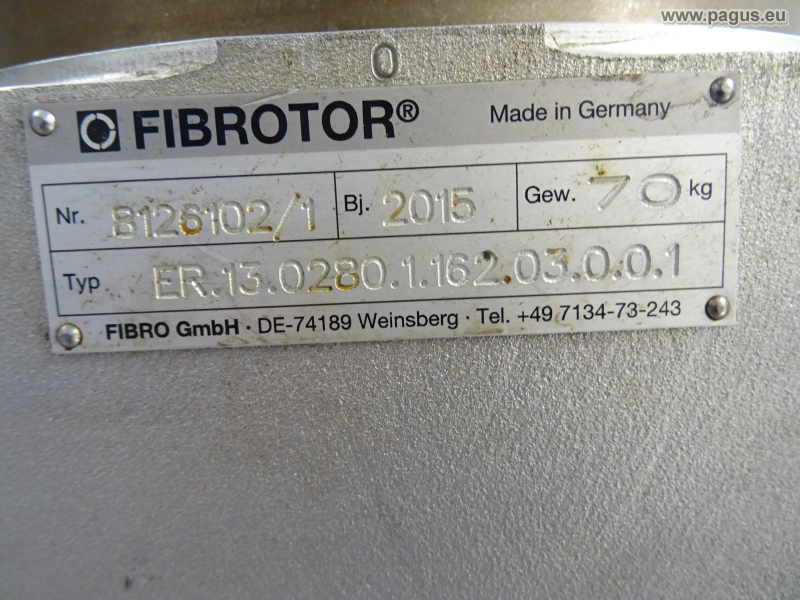 www.pagus.eu
0
FIBROTOR® Made in Germany
Nr. 8126102/1 Bj. 2015 Gew. 70 kg
Typ ER.13.0280.1.162.03.0.0.1
FIBRO GmbH · DE-74189 Weinsberg · Tel. +49 7134-73-243